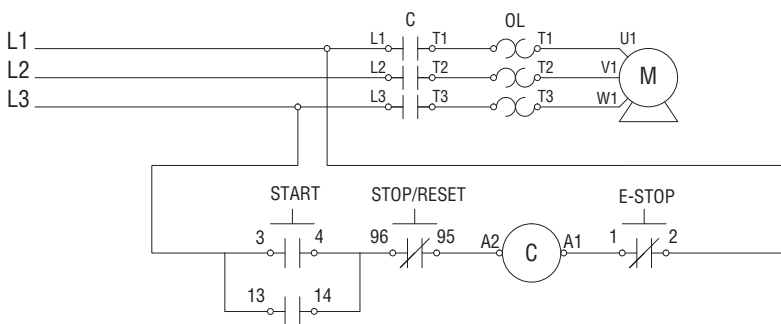 C OL
L1 L1 T1 T1 U1
L2 L2 T2 T2 V1 M
L3 L3 T3 T3 W1
START STOP/RESET E-STOP
3 4 96 95 A2 C A1 1 2
13 14